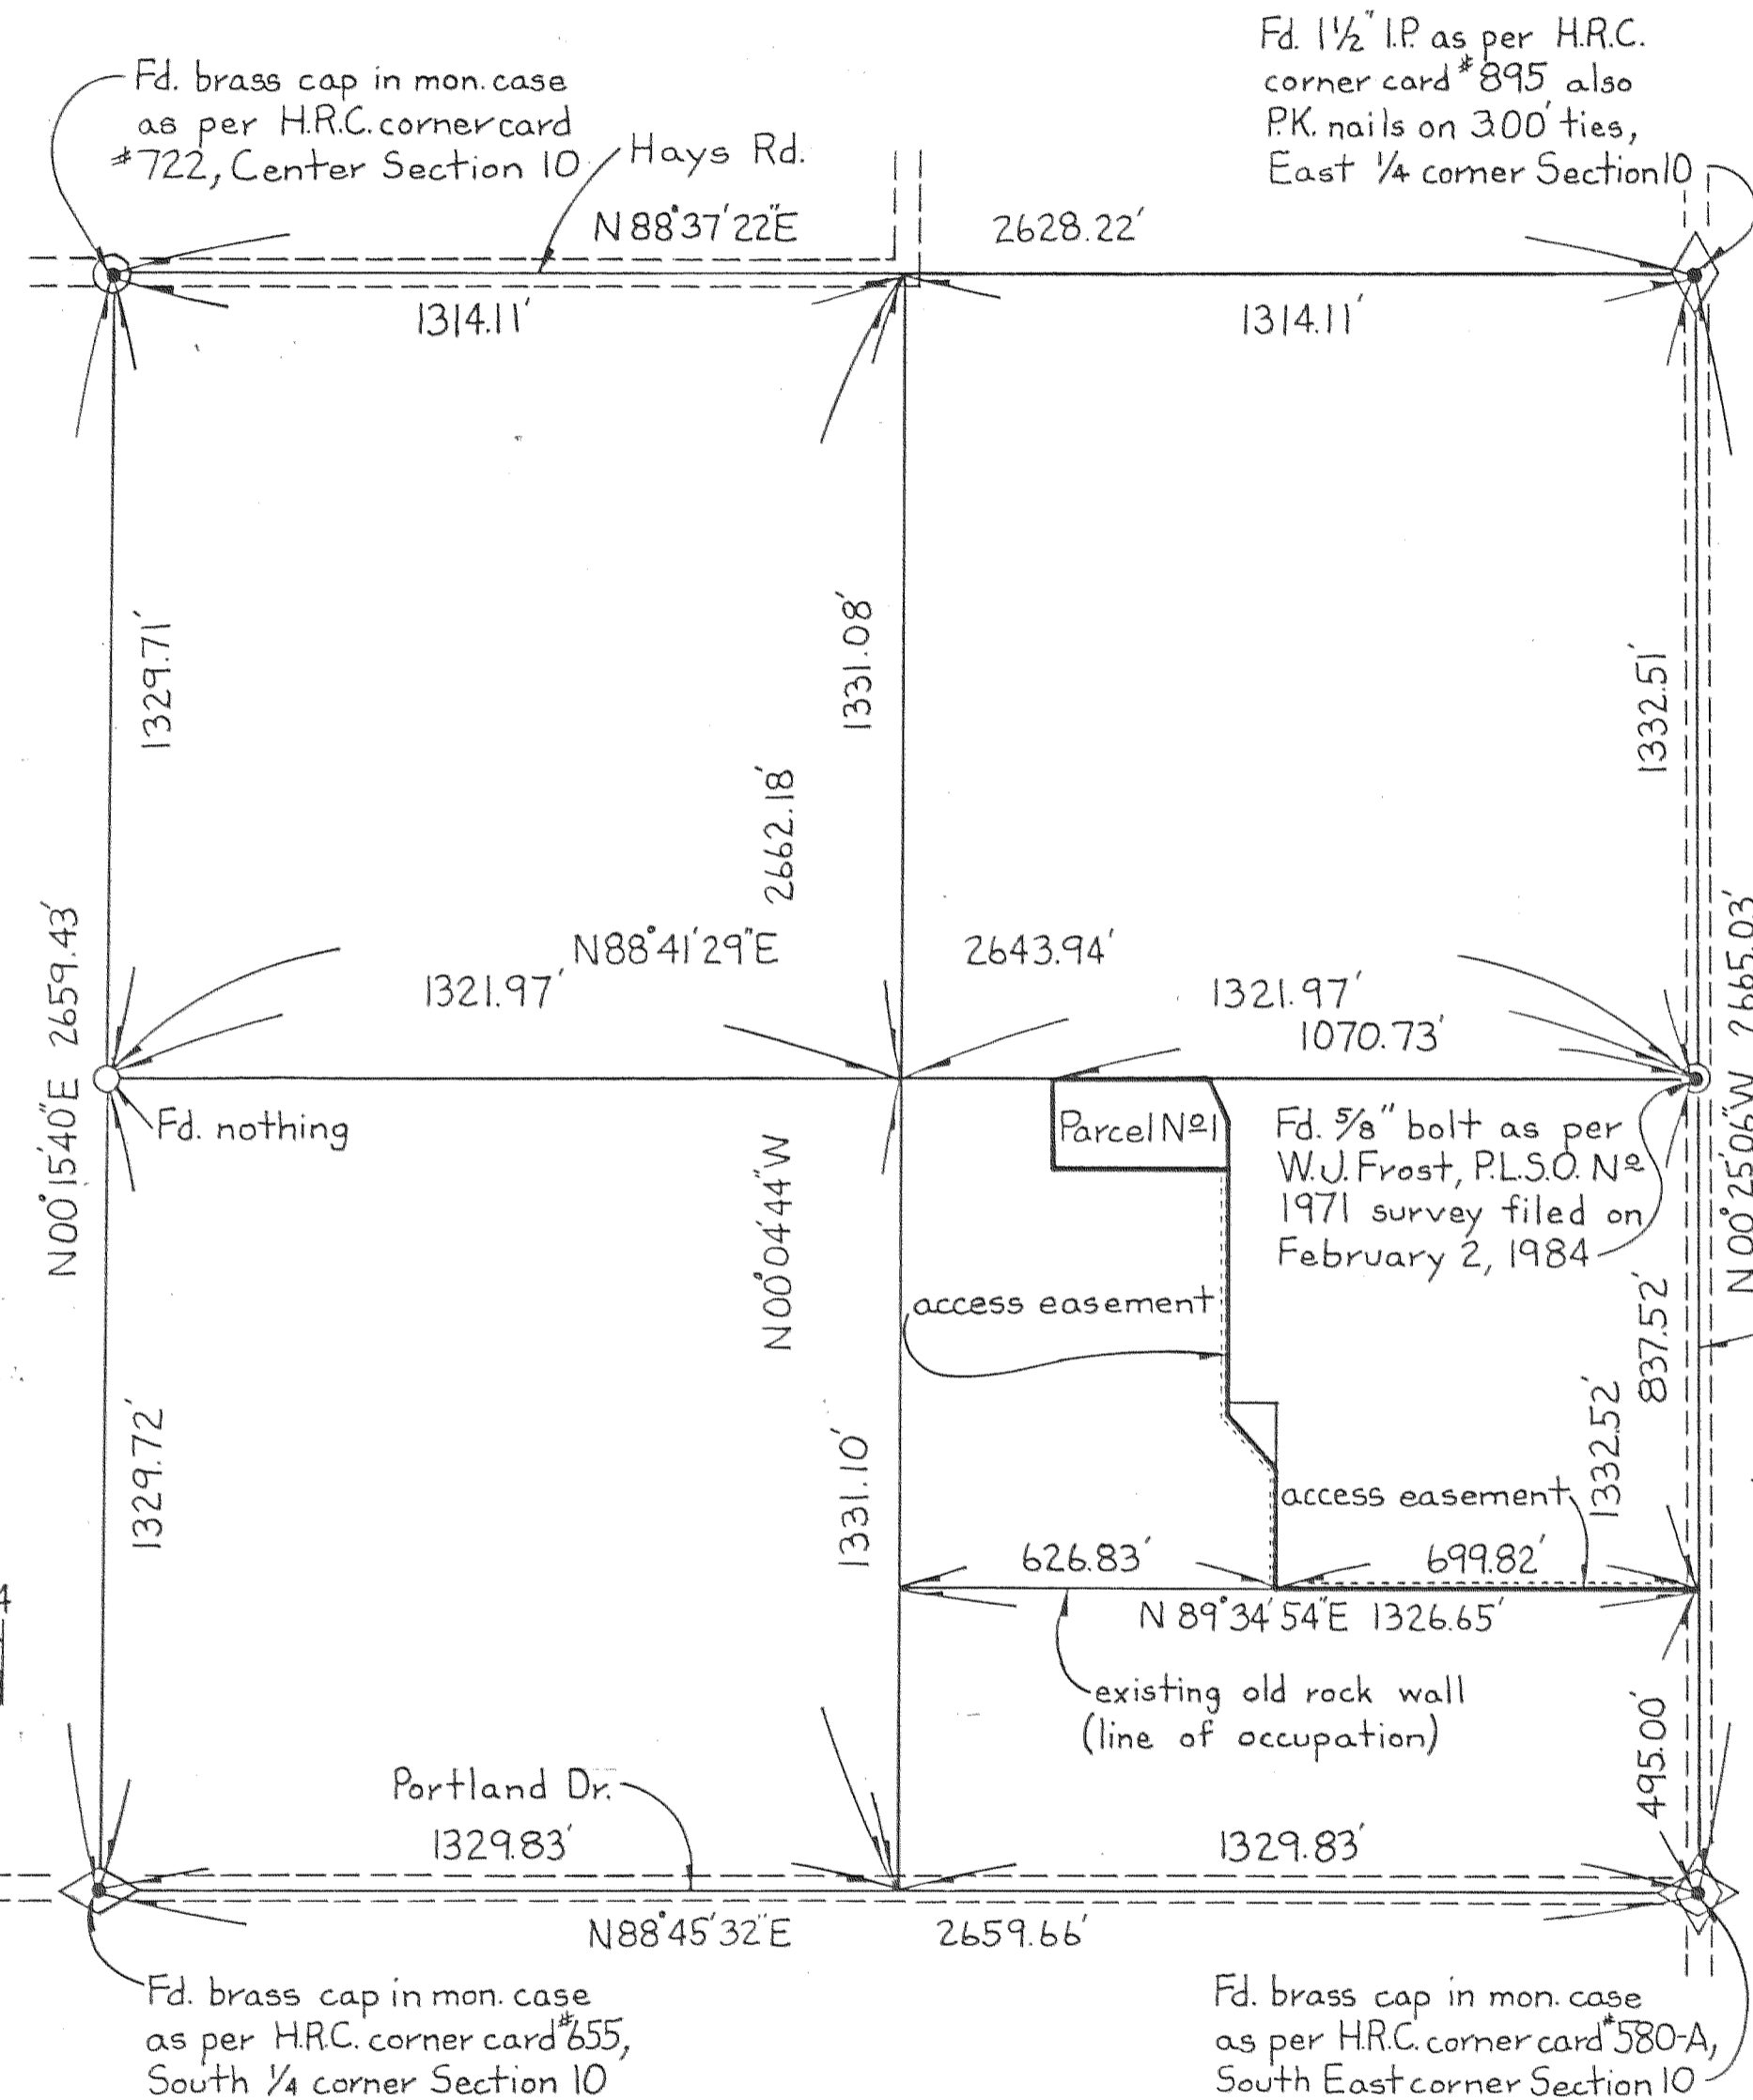 Fd. brass cap in mon. case
as per H.R.C. corner card
#722, Center Section 10
Hays Rd.
Fd. 1½" I.P. as per H.R.C.
corner card #895 also
P.K. nails on 3.00' ties,
East ¼ corner Section 10
N 88°37'22"E
2628.22'
1314.11'
1314.11'
1329.71'
1331.08'
1332.51'
2662.18'
N00°15'40"E 2659.43'
N88°41'29"E
2643.94'
1321.97'
1321.97'
1070.73'
N00°25'06"W 2665.03'
Fd. nothing
Parcel Nº 1
Fd. ⅝" bolt as per
W.J. Frost, P.L.S.O. Nº
1971 survey filed on
February 2, 1984
N00°04'44"W
access easement
837.52'
1329.72'
1331.10'
1332.52'
access easement
626.83'
699.82'
N 89°34'54"E 1326.65'
4
existing old rock wall
(line of occupation)
495.00'
Portland Dr.
1329.83'
1329.83'
N88°45'32"E
2659.66'
Fd. brass cap in mon. case
as per H.R.C. corner card #655,
South ¼ corner Section 10
Fd. brass cap in mon. case
as per H.R.C. corner card #580-A,
South East corner Section 10